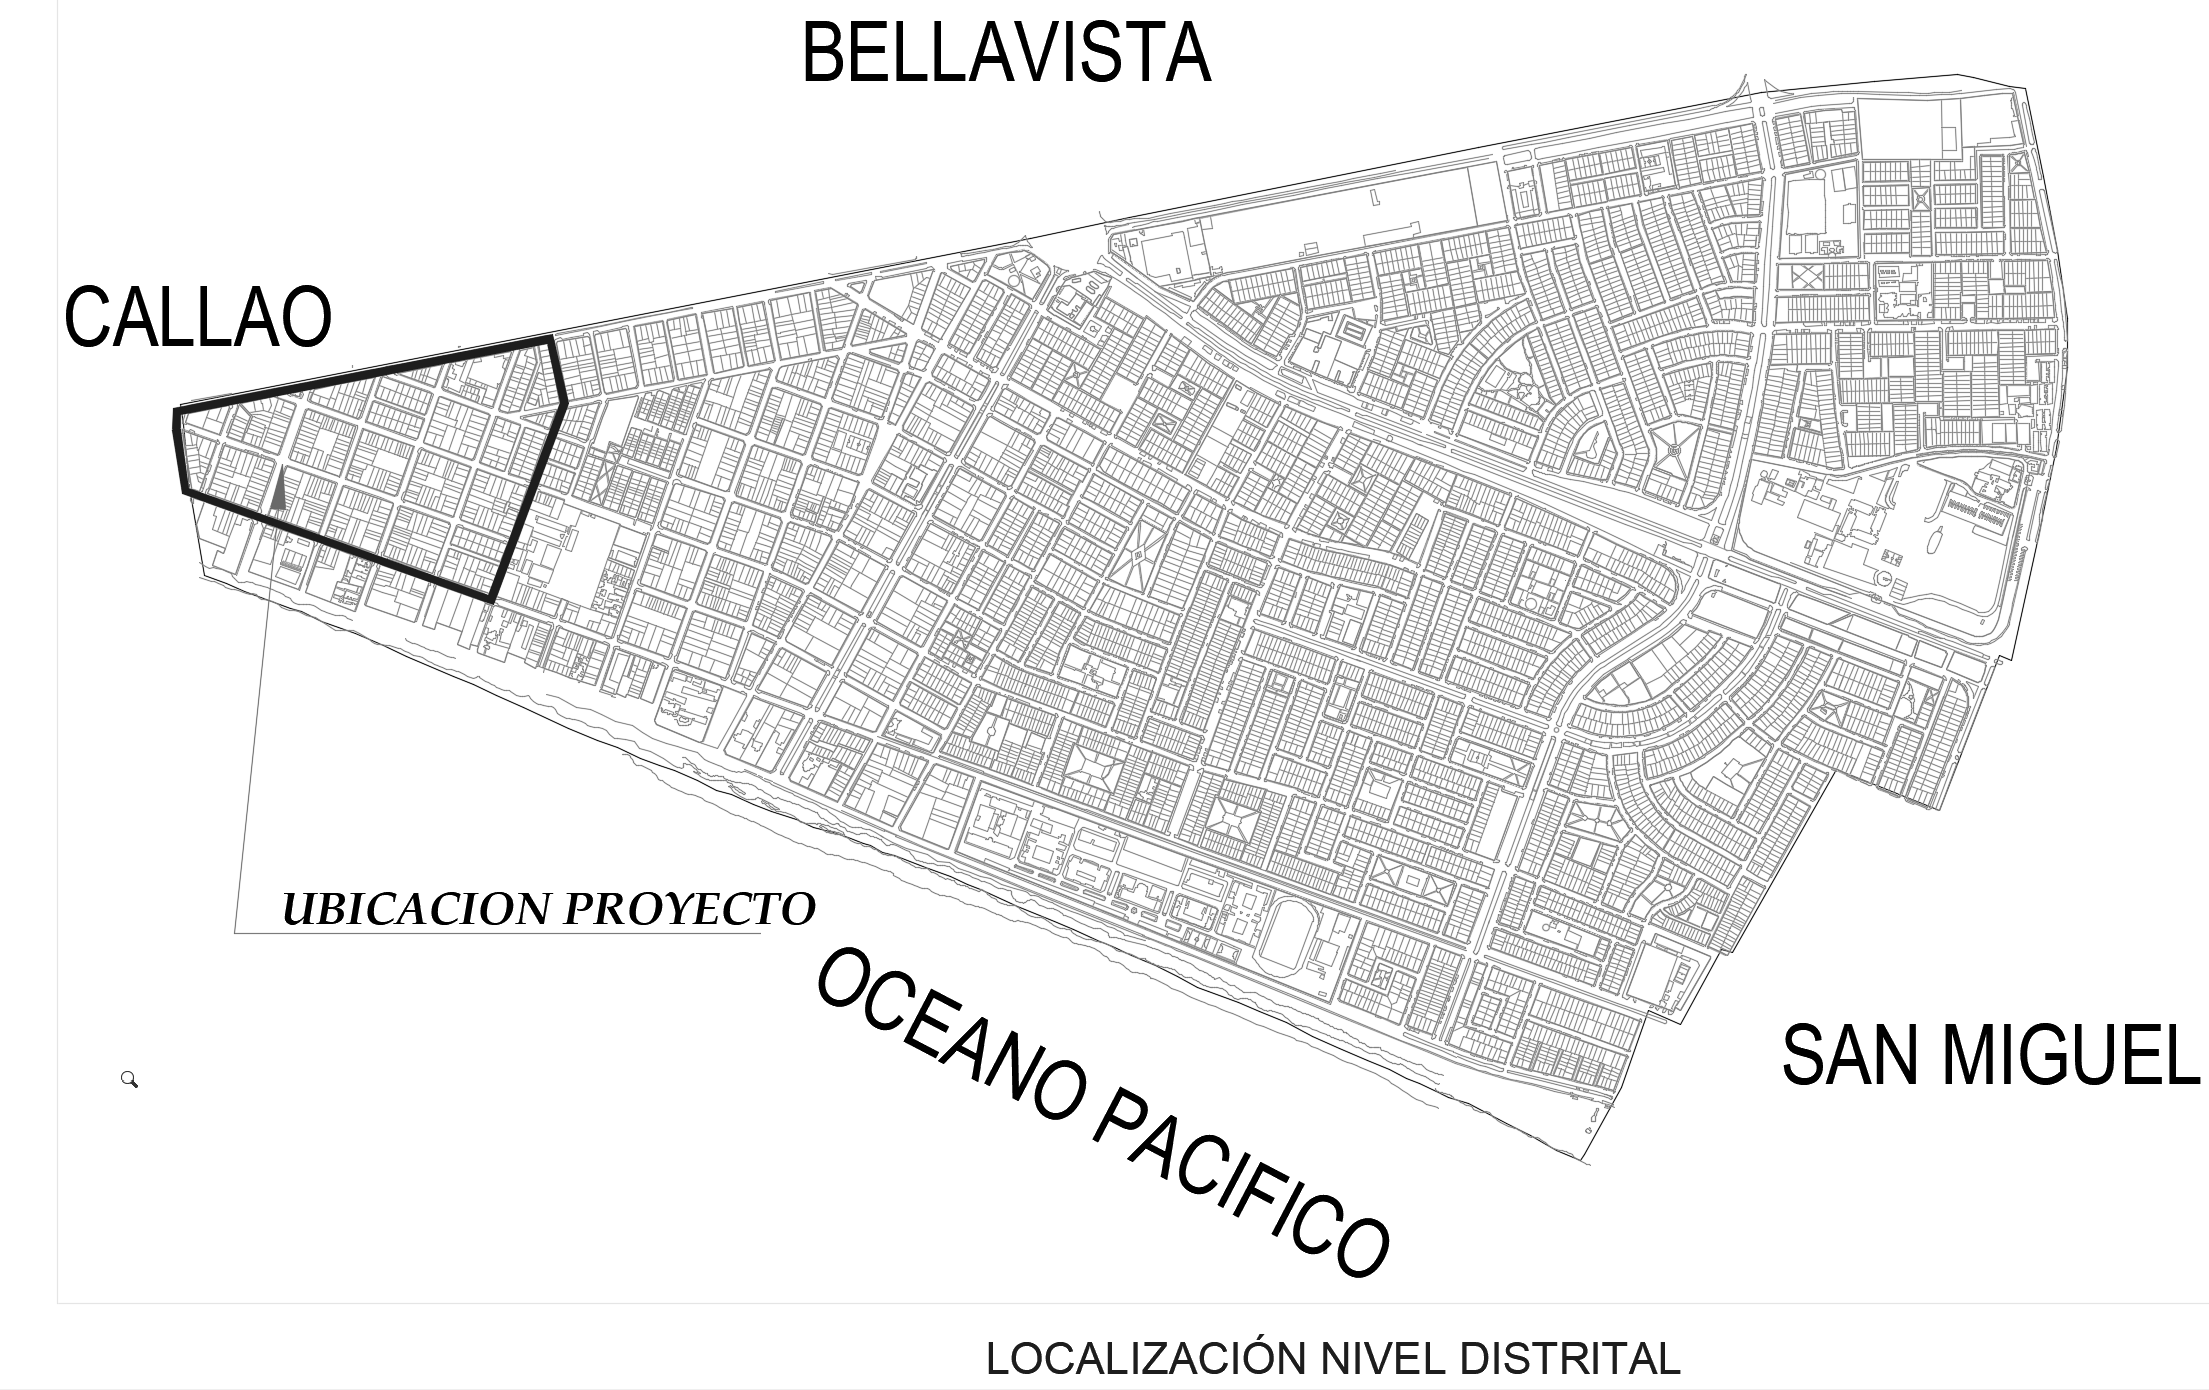 BELLAVISTA
CALLAO
UBICACION PROYECTO
OCEANO PACIFICO
SAN MIGUEL
LOCALIZACIÓN NIVEL DISTRITAL